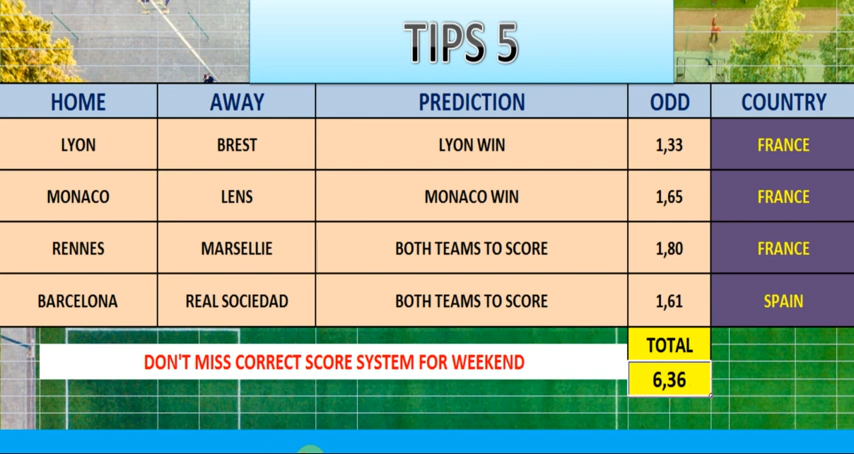 TIPS 5
HOME AWAY PREDICTION ODD COUNTRY
LYON BREST LYON WIN 1,33 FRANCE
MONACO LENS MONACO WIN 1,65 FRANCE
RENNES MARSELLIE BOTH TEAMS TO SCORE 1,80 FRANCE
BARCELONA REAL SOCIEDAD BOTH TEAMS TO SCORE 1,61 SPAIN
TOTAL
DON'T MISS CORRECT SCORE SYSTEM FOR WEEKEND
6,36